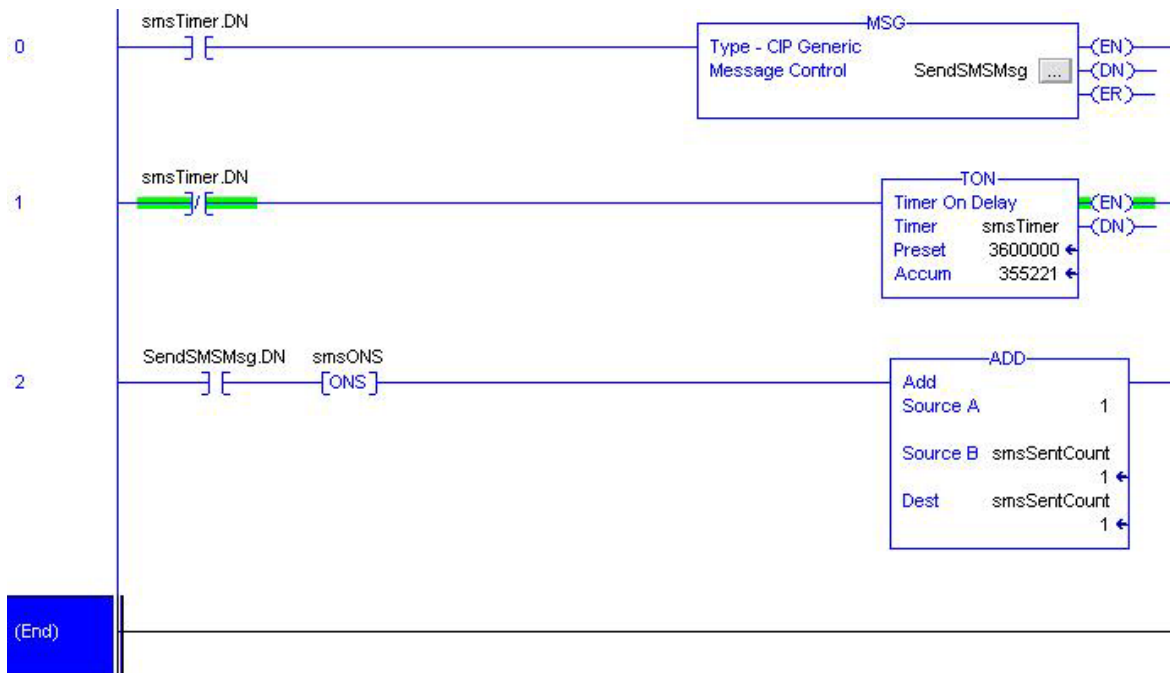 smsTimer.DN
MSG
0
Type - CIP Generic
(EN)
Message Control SendSMSMsg ...
(DN)
(ER)
smsTimer.DN
TON
1
Timer On Delay
(EN)
Timer smsTimer
(DN)
Preset 3600000
Accum 355221
SendSMSMsg.DN smsONS
ADD
2
[ONS]
Add
Source A 1
Source B smsSentCount
1
Dest smsSentCount
1
(End)